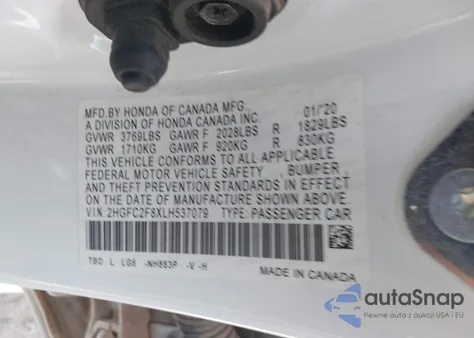 MFD.BY HONDA OF CANADA MFG., 01/20
A DIVISION OF HONDA CANADA INC.
GVWR 3769LBS GAWR F 2028LBS R 1829LBS
GVWR 1710KG GAWR F 920KG R 830KG
THIS VEHICLE CONFORMS TO ALL APPLICABLE
FEDERAL MOTOR VEHICLE SAFETY, BUMPER,
AND THEFT PREVENTION STANDARDS IN EFFECT
ON THE DATE OF MANUFACTURE SHOWN ABOVE.
V.I.N. 2HGFC2F8XLH537079 TYPE: PASSENGER CAR
TBD L LG6 -NH883P -V -H
MADE IN CANADA
autoSnap
Pewne auta z aukcji USA i EU